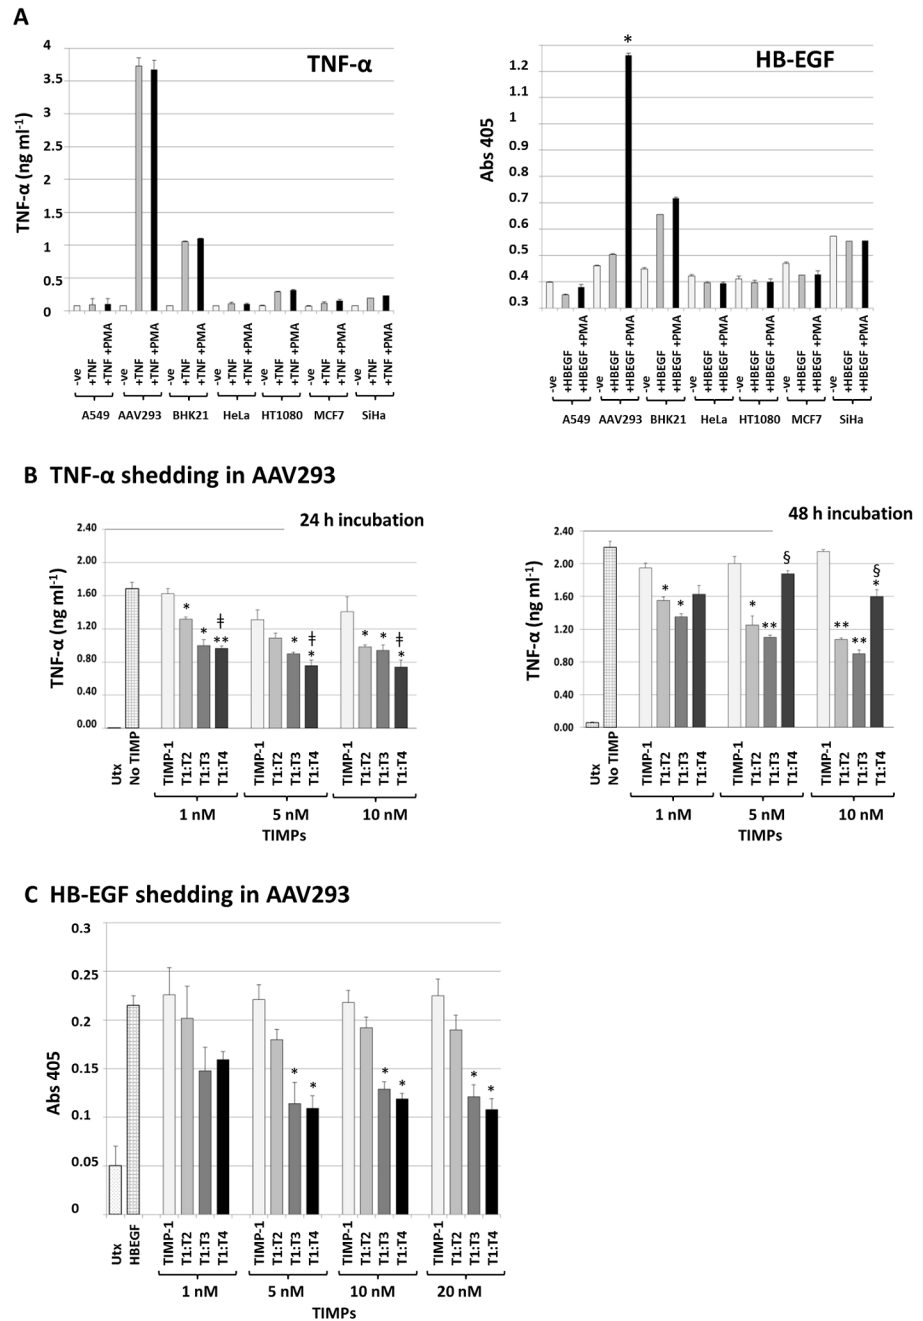 A
TNF-α
TNF-α (ng ml-1)
4
3.5
3
2.5
2
1.5
1
0.5
0
-ve
+TNF
+TNF +PMA
-ve
+TNF
+TNF +PMA
-ve
+TNF
+TNF +PMA
-ve
+TNF
+TNF +PMA
-ve
+TNF
+TNF +PMA
-ve
+TNF
+TNF +PMA
-ve
+TNF
+TNF +PMA
A549 AAV293 BHK21 HeLa HT1080 MCF7 SiHa
HB-EGF
*
Abs 405
1.2
1.1
1
0.9
0.8
0.7
0.6
0.5
0.4
0.3
-ve
+HBEGF
+HBEGF +PMA
-ve
+HBEGF
+HBEGF +PMA
-ve
+HBEGF
+HBEGF +PMA
-ve
+HBEGF
+HBEGF +PMA
-ve
+HBEGF
+HBEGF +PMA
-ve
+HBEGF
+HBEGF +PMA
-ve
+HBEGF
+HBEGF +PMA
A549 AAV293 BHK21 HeLa HT1080 MCF7 SiHa
B TNF-α shedding in AAV293
24 h incubation
TNF-α (ng ml-1)
2.40
2.00
1.60
1.20
0.80
0.40
0.00
*
*
ǂ
**
*
ǂ
*
*
*
ǂ
*
Utx
No TIMP
TIMP-1
T1:T2
T1:T3
T1:T4
TIMP-1
T1:T2
T1:T3
T1:T4
TIMP-1
T1:T2
T1:T3
T1:T4
1 nM 5 nM 10 nM
TIMPs
48 h incubation
TNF-α (ng ml-1)
2.40
2.00
1.60
1.20
0.80
0.40
0.00
*
*
*
**
§
**
**
§
*
Utx
No TIMP
TIMP-1
T1:T2
T1:T3
T1:T4
TIMP-1
T1:T2
T1:T3
T1:T4
TIMP-1
T1:T2
T1:T3
T1:T4
1 nM 5 nM 10 nM
TIMPs
C HB-EGF shedding in AAV293
Abs 405
0.3
0.25
0.2
0.15
0.1
0.05
0
*
*
*
*
*
*
Utx
HBEGF
TIMP-1
T1:T2
T1:T3
T1:T4
TIMP-1
T1:T2
T1:T3
T1:T4
TIMP-1
T1:T2
T1:T3
T1:T4
TIMP-1
T1:T2
T1:T3
T1:T4
1 nM 5 nM 10 nM 20 nM
TIMPs